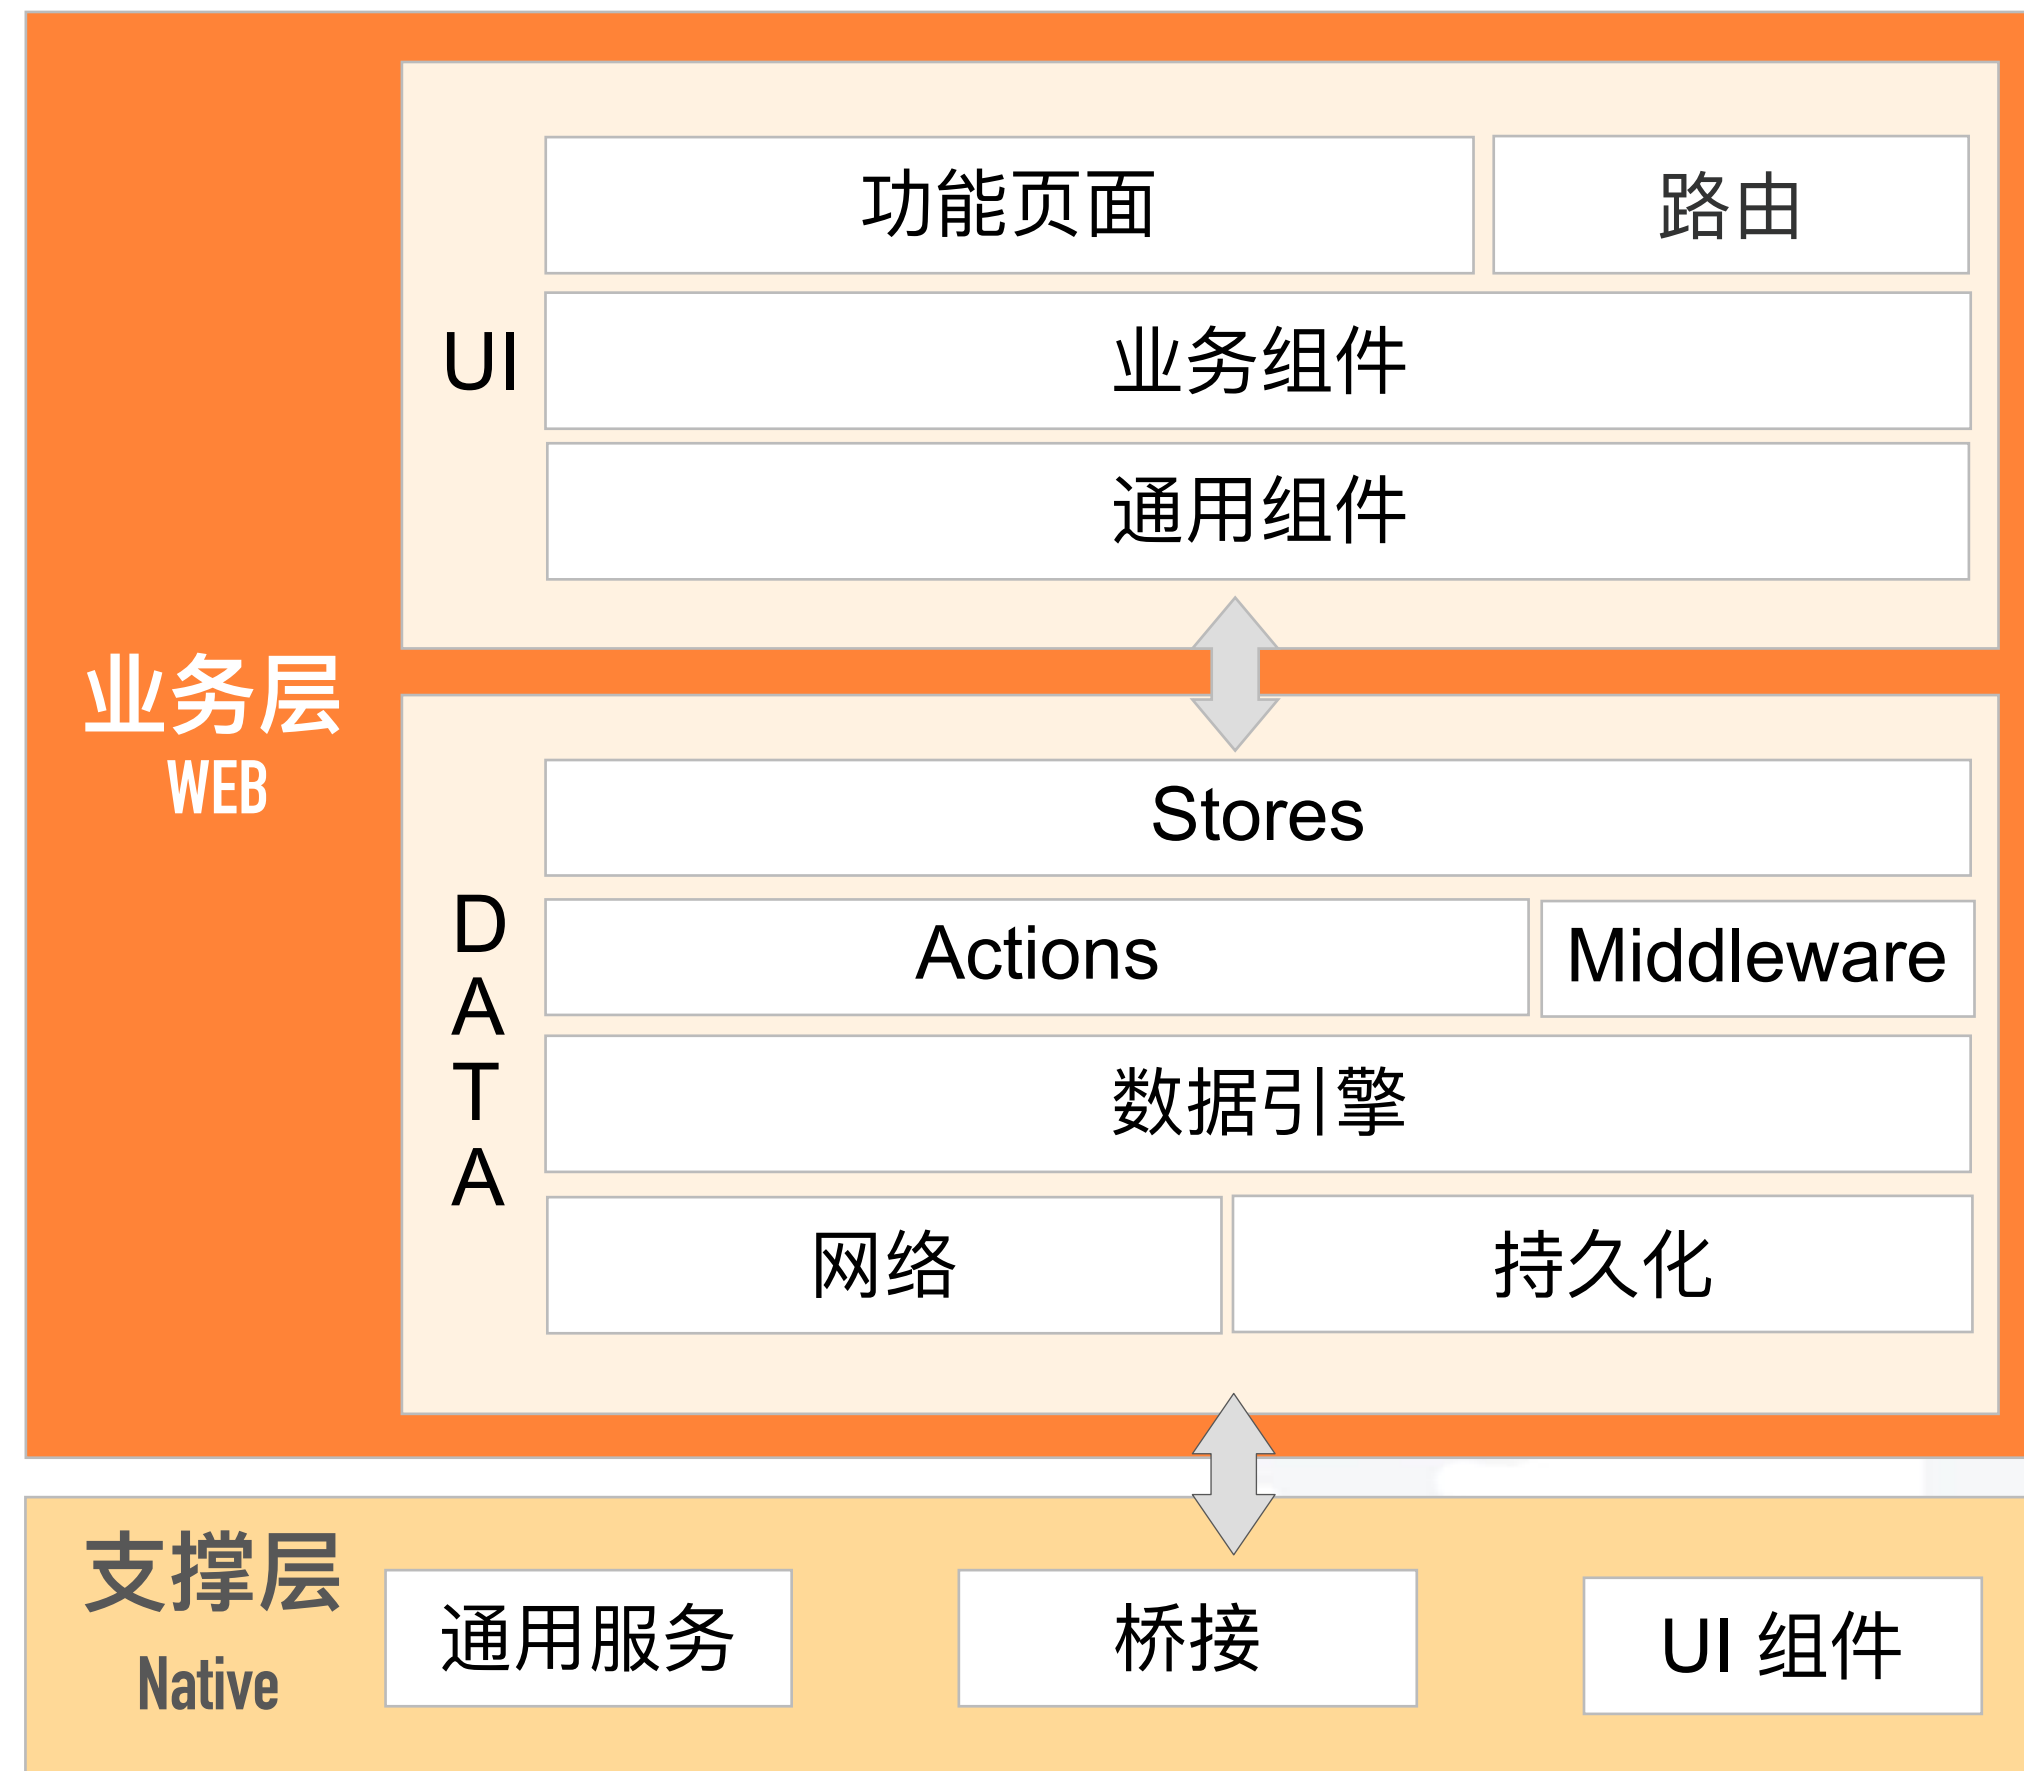 功能页面
路由
UI
业务组件
通用组件
业务层
WEB
Stores
DATA
Actions
Middleware
数据引擎
网络
持久化
支撑层
Native
通用服务
桥接
UI 组件